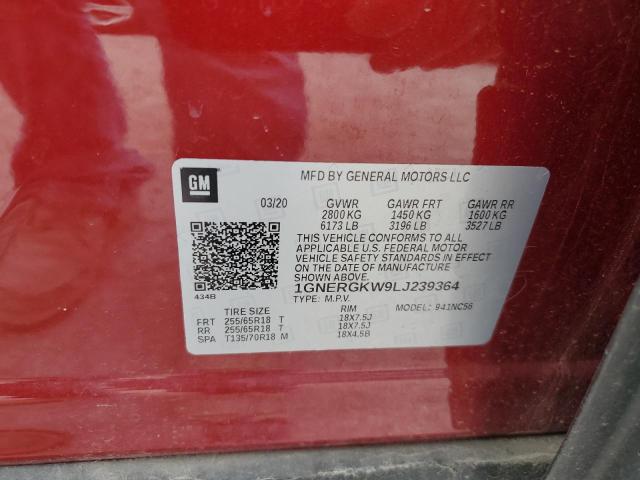 GM
MFD BY GENERAL MOTORS LLC
03/20 GVWR GAWR FRT GAWR RR
2800 KG 1450 KG 1600 KG
6173 LB 3196 LB 3527 LB
THIS VEHICLE CONFORMS TO ALL
APPLICABLE U.S. FEDERAL MOTOR
VEHICLE SAFETY STANDARDS IN EFFECT
ON THE DATE OF MANUFACTURE
SHOWN ABOVE.
1GNERGKW9LJ239364
434B TYPE: M.P.V. MODEL: 941NC56
TIRE SIZE RIM
FRT 255/65R18 T 18X7.5J
RR 255/65R18 T 18X7.5J
SPA T135/70R18 M 18X4.5B